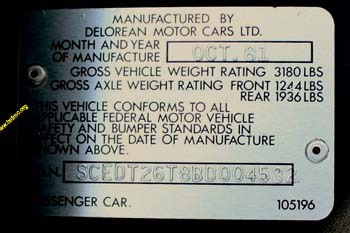 MANUFACTURED BY
DELOREAN MOTOR CARS LTD.
MONTH AND YEAR
OF MANUFACTURE OCT. 81
GROSS VEHICLE WEIGHT RATING 3180 LBS
GROSS AXLE WEIGHT RATING FRONT 1244 LBS
REAR 1936 LBS
THIS VEHICLE CONFORMS TO ALL
APPLICABLE FEDERAL MOTOR VEHICLE
SAFETY AND BUMPER STANDARDS IN
EFFECT ON THE DATE OF MANUFACTURE
SHOWN ABOVE.
I.N. SCEDT26T8BD004532
SSENGER CAR. 105196